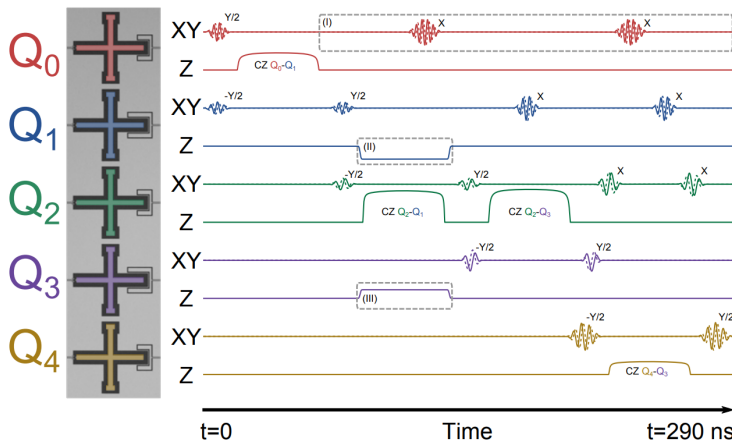 Q0
XY
Y/2
(I)
X
X
Z
CZ Q0-Q1
Q1
XY
-Y/2
Y/2
X
X
Z
(II)
Q2
XY
-Y/2
Y/2
X
X
Z
CZ Q2-Q1
CZ Q2-Q3
Q3
XY
-Y/2
Y/2
Z
(III)
Q4
XY
-Y/2
Y/2
Z
CZ Q4-Q3
t=0
Time
t=290 ns